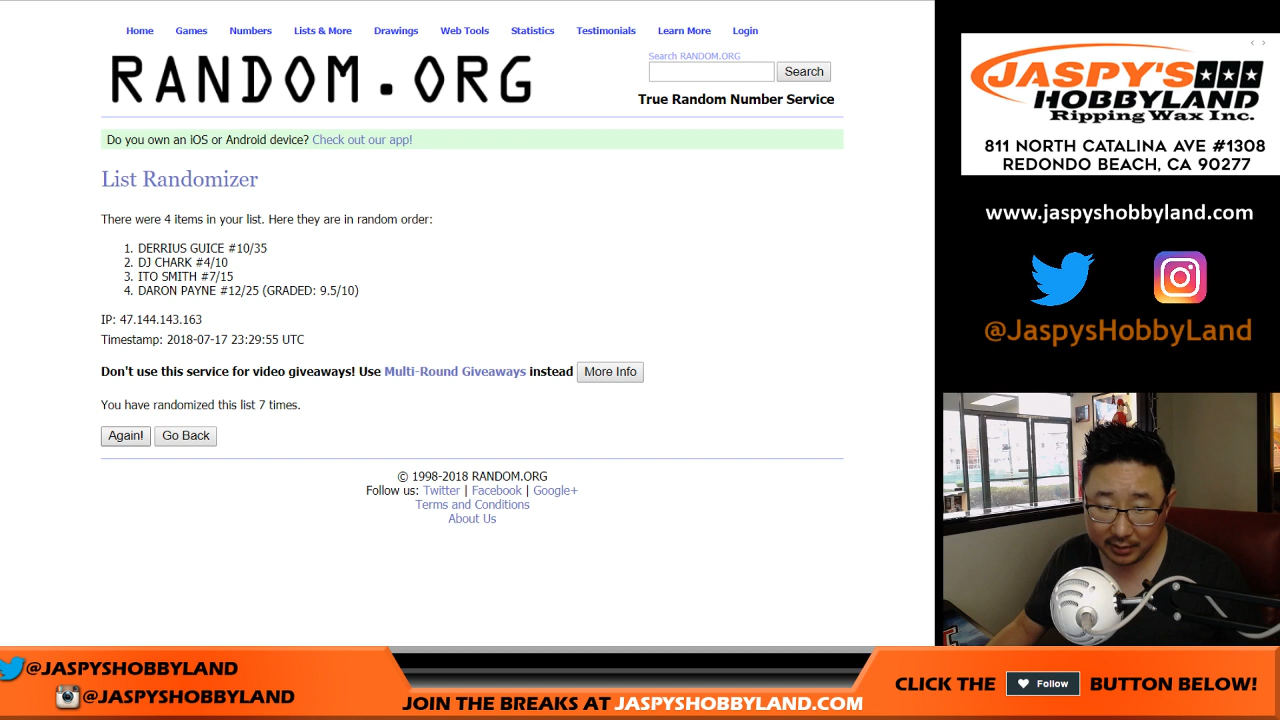 Home Games Numbers Lists & More Drawings Web Tools Statistics Testimonials Learn More Login
RANDOM.ORG
Search RANDOM.ORG
Search
True Random Number Service
Do you own an iOS or Android device? Check out our app!
List Randomizer
There were 4 items in your list. Here they are in random order:
1. DERRIUS GUICE #10/35
2. DJ CHARK #4/10
3. ITO SMITH #7/15
4. DARON PAYNE #12/25 (GRADED: 9.5/10)
IP: 47.144.143.163
Timestamp: 2018-07-17 23:29:55 UTC
Don't use this service for video giveaways! Use Multi-Round Giveaways instead More Info
You have randomized this list 7 times.
Again! Go Back
© 1998-2018 RANDOM.ORG
Follow us: Twitter | Facebook | Google+
Terms and Conditions
About Us
JASPY'S
HOBBYLAND
Ripping Wax Inc.
811 NORTH CATALINA AVE #1308
REDONDO BEACH, CA 90277
www.jaspyshobbyland.com
@JaspysHobbyLand
@JASPYSHOBBYLAND
@JASPYSHOBBYLAND
JOIN THE BREAKS AT JASPYSHOBBYLAND.COM
CLICK THE Follow BUTTON BELOW!